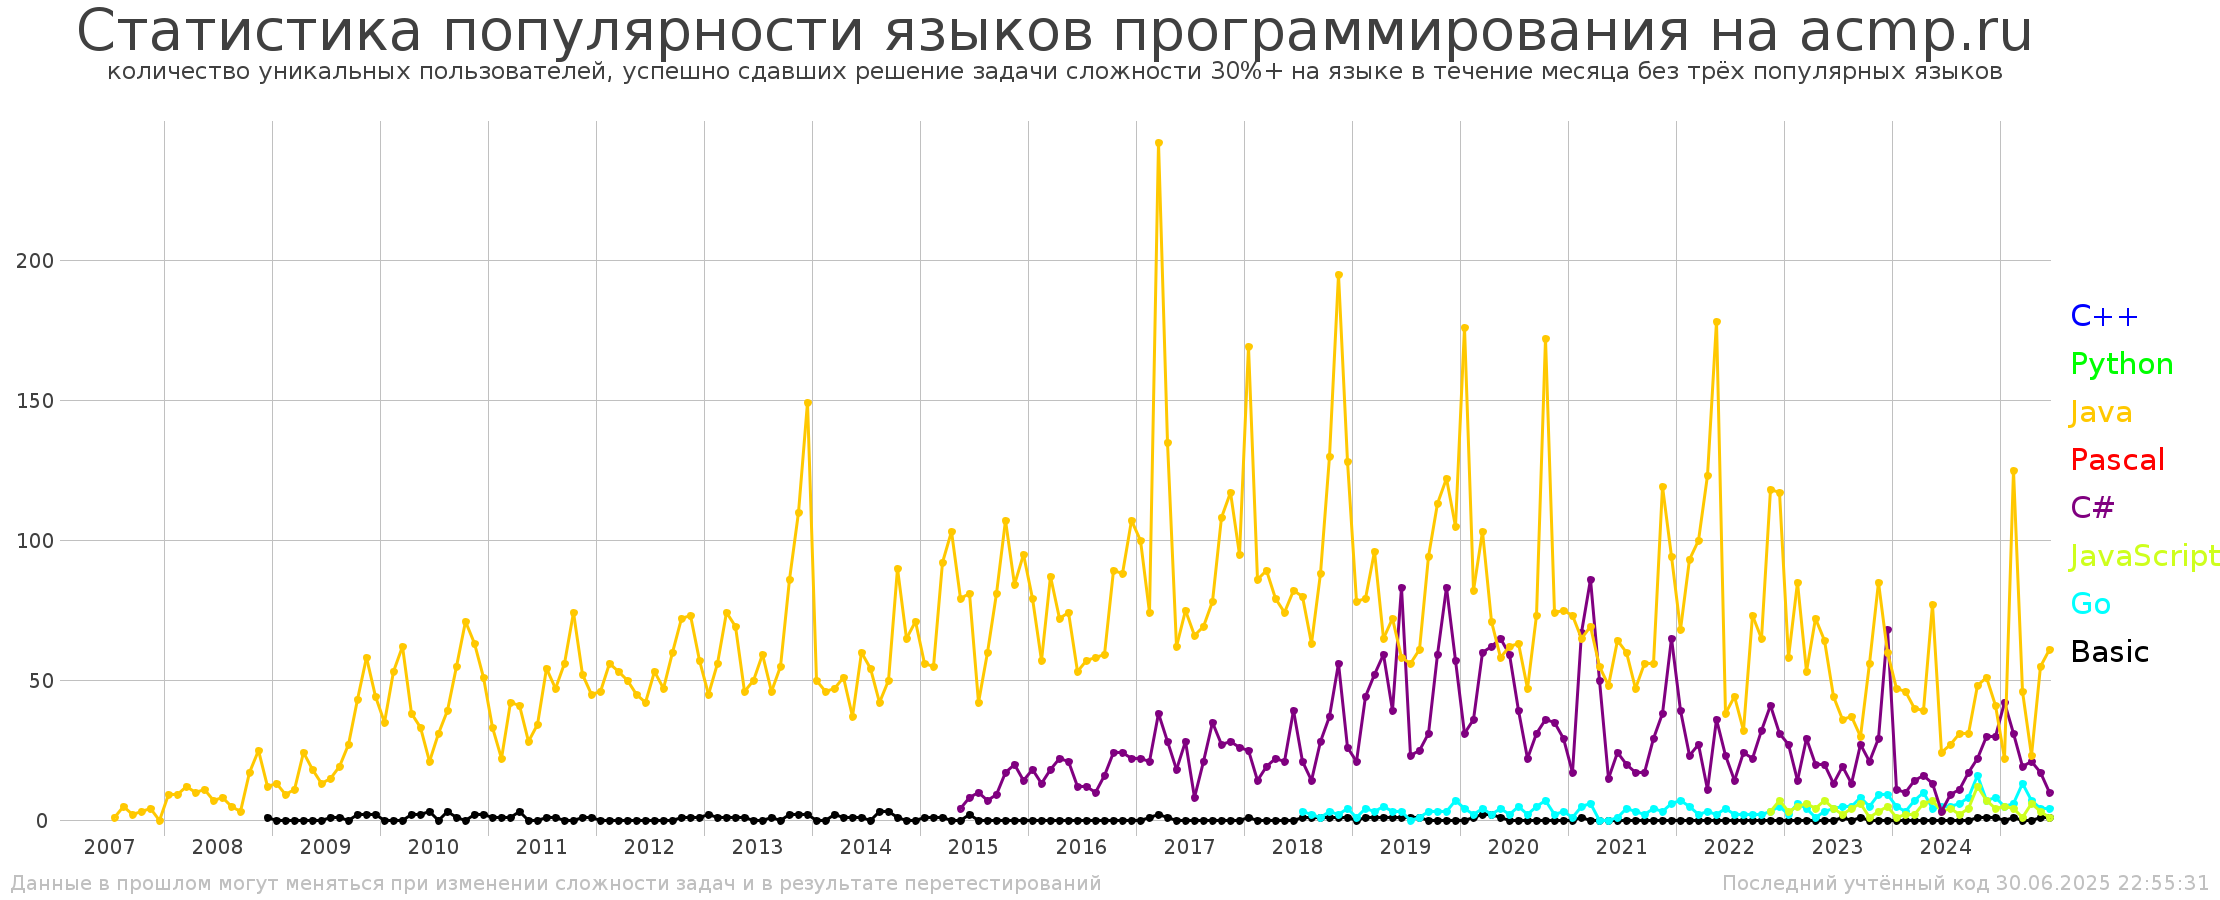 Статистика популярности языков программирования на acmp.ru
количество уникальных пользователей, успешно сдавших решение задачи сложности 30%+ на языке в течение месяца без трёх популярных языков
200
150
100
50
0
C++
Python
Java
Pascal
C#
JavaScript
Go
Basic
2007 2008 2009 2010 2011 2012 2013 2014 2015 2016 2017 2018 2019 2020 2021 2022 2023 2024
Данные в прошлом могут меняться при изменении сложности задач и в результате перетестирований
Последний учтённый код 30.06.2025 22:55:31